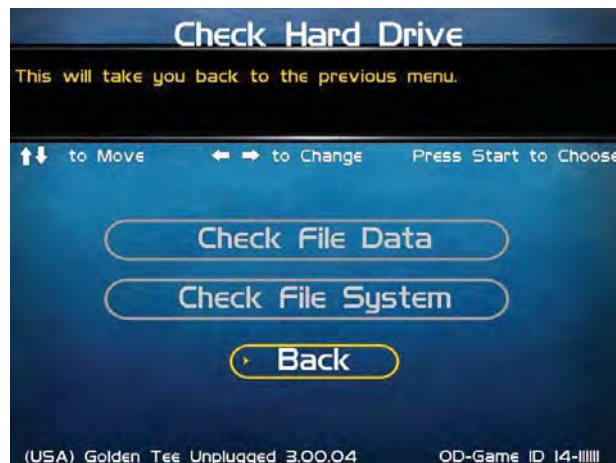 Check Hard Drive
This will take you back to the previous menu.
to Move to Change Press Start to Choose
Check File Data
Check File System
Back
(USA) Golden Tee Unplugged 3.00.04 OD-Game ID 14-111111